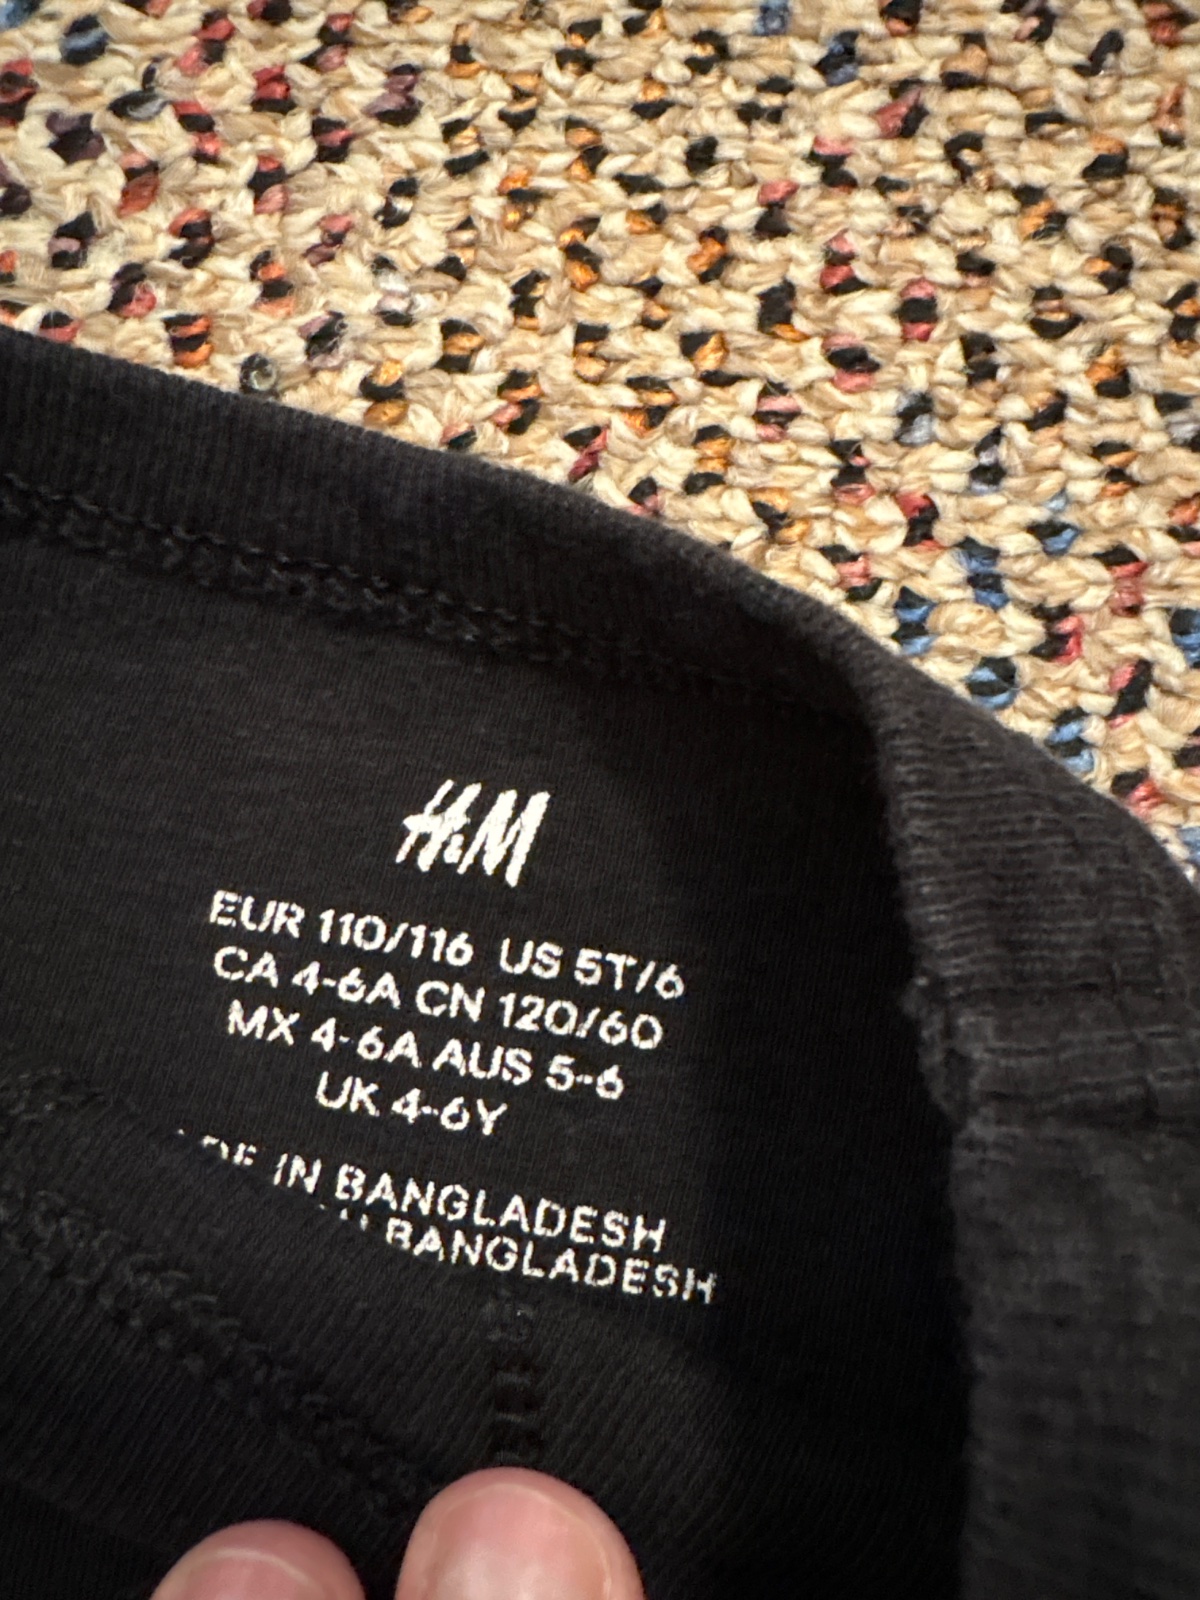 H&M
EUR 110/116 US 5T/6
CA 4-6A CN 120/60
MX 4-6A AUS 5-6
UK 4-6Y
IN BANGLADESH
BANGLADESH